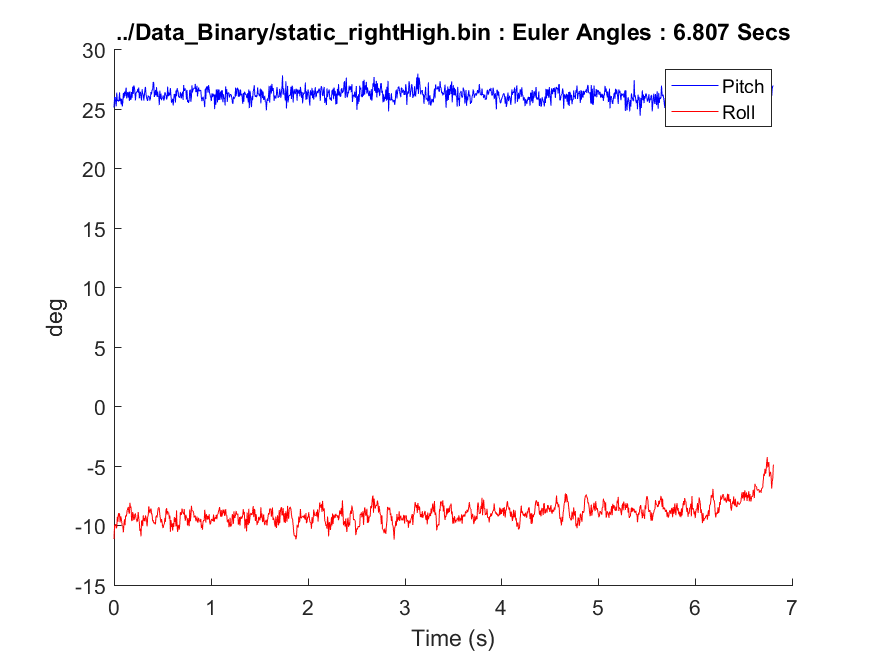 ../Data_Binary/static_rightHigh.bin : Euler Angles : 6.807 Secs
30
25
20
15
10
5
0
-5
-10
-15
deg
Pitch
Roll
0 1 2 3 4 5 6 7
Time (s)